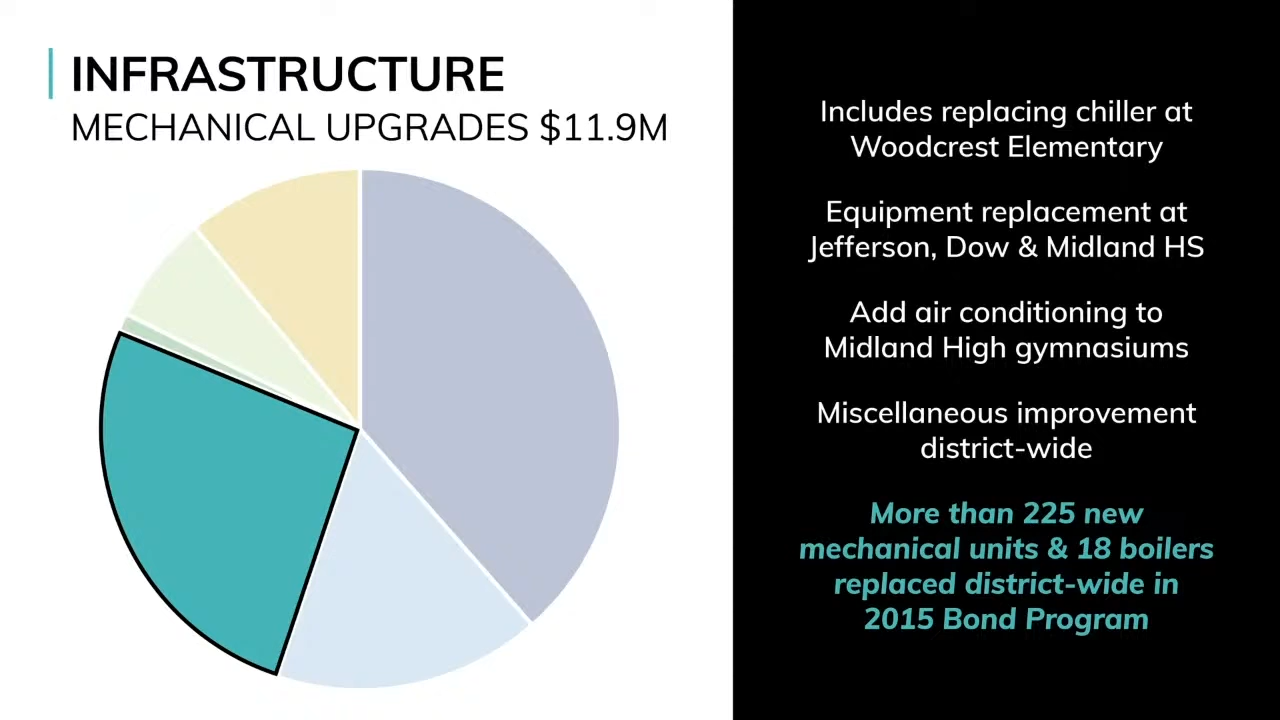 INFRASTRUCTURE
MECHANICAL UPGRADES $11.9M
Includes replacing chiller at
Woodcrest Elementary
Equipment replacement at
Jefferson, Dow & Midland HS
Add air conditioning to
Midland High gymnasiums
Miscellaneous improvement
district-wide
More than 225 new
mechanical units & 18 boilers
replaced district-wide in
2015 Bond Program